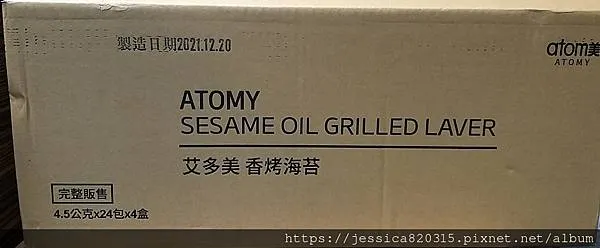 製造日期2021.12.20
atom美
ATOMY
ATOMY
SESAME OIL GRILLED LAVER
艾多美 香烤海苔
完整販售
4.5公克x24包x4盒
https://jessica820315.pixnet.net/album